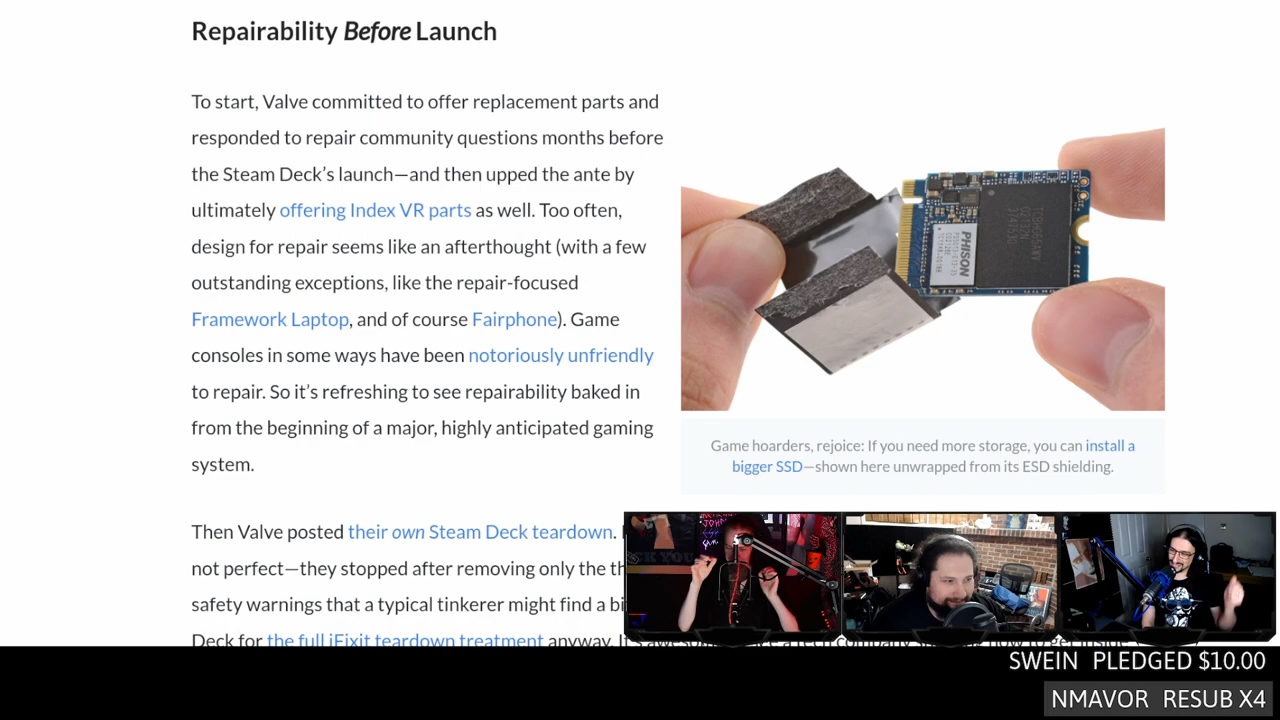 Repairability Before Launch
To start, Valve committed to offer replacement parts and
responded to repair community questions months before
the Steam Deck’s launch—and then upped the ante by
ultimately offering Index VR parts as well. Too often,
design for repair seems like an afterthought (with a few
outstanding exceptions, like the repair-focused
Framework Laptop, and of course Fairphone). Game
consoles in some ways have been notoriously unfriendly
to repair. So it’s refreshing to see repairability baked in
from the beginning of a major, highly anticipated gaming
system.
PHISON
Game hoarders, rejoice: If you need more storage, you can install a
bigger SSD—shown here unwrapped from its ESD shielding.
Then Valve posted their own Steam Deck teardown.
not perfect—they stopped after removing only the
safety warnings that a typical tinkerer might find a
Deck for the full iFixit teardown treatment anyway.
SWEIN PLEDGED $10.00
NMAVOR RESUB X4